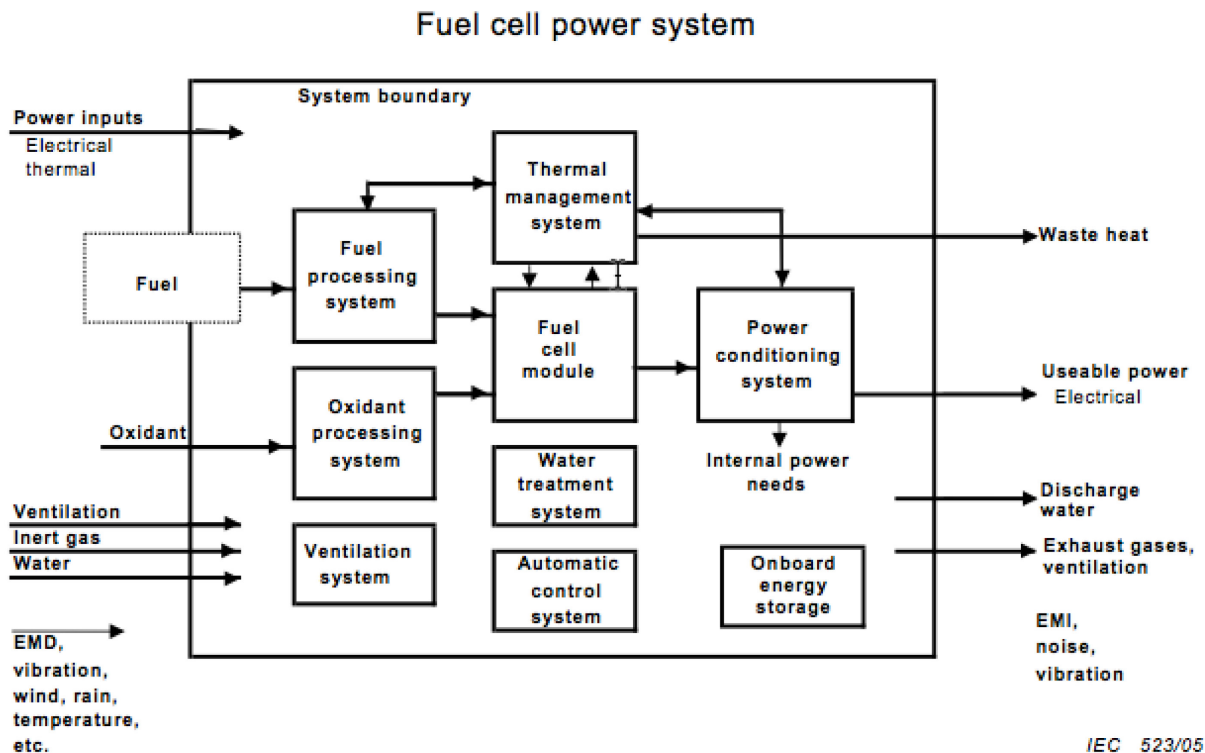 Fuel cell power system
System boundary
Power inputs
Electrical
thermal
Thermal
management
system
Fuel
processing
system
Fuel
Waste heat
Fuel
cell
module
Power
conditioning
system
Useable power
Electrical
Oxidant
processing
system
Oxidant
Water
treatment
system
Internal power
needs
Discharge
water
Ventilation
Inert gas
Water
Ventilation
system
Automatic
control
system
Onboard
energy
storage
Exhaust gases,
ventilation
EMD,
vibration,
wind, rain,
temperature,
etc.
EMI,
noise,
vibration
IEC 523/05